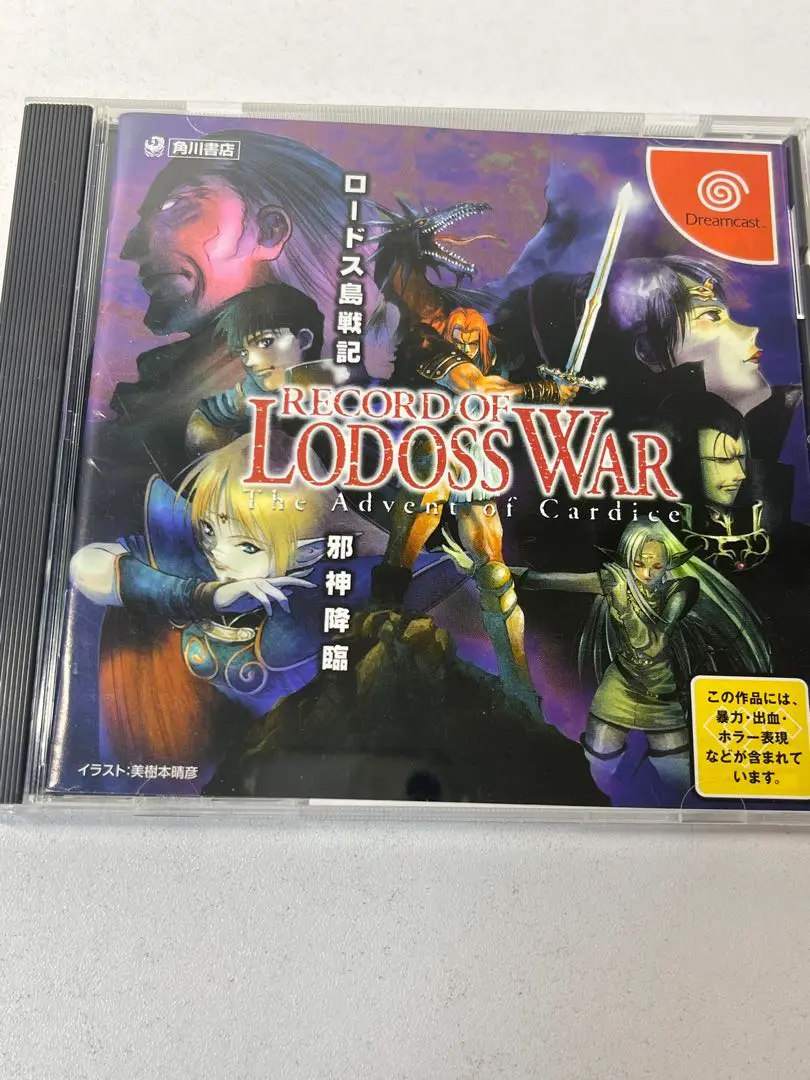 角川書店
Dreamcast™
ロードス島戦記
RECORD OF
LODOSS WAR
The Advent of Cardice
邪神降臨
この作品には、
暴力・出血・
ホラー表現
などが含まれて
います。
イラスト:美樹本晴彦